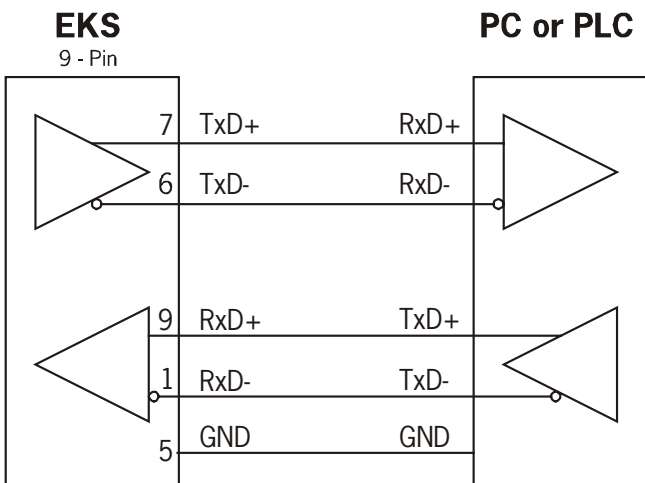 EKS PC or PLC
9 - Pin
7 TxD+ RxD+
6 TxD- RxD-
9 RxD+ TxD+
1 RxD- TxD-
5 GND GND